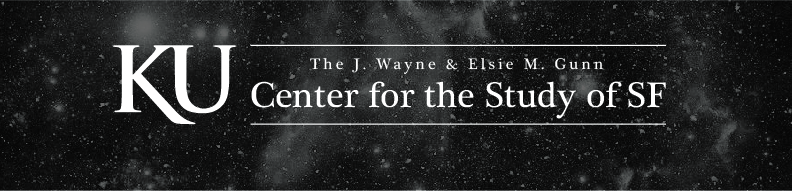 KU
The J. Wayne & Elsie M. Gunn
Center for the Study of SF